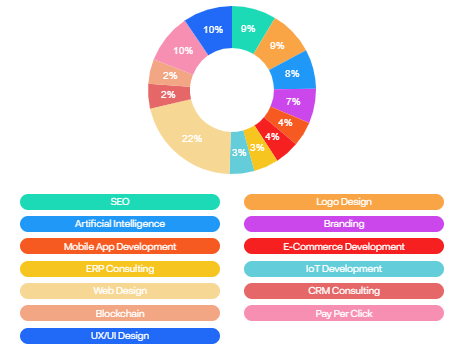 10%
9%
9%
10%
8%
2%
2%
7%
4%
4%
22%
3%
3%
SEO
Logo Design
Artificial Intelligence
Branding
Mobile App Development
E-Commerce Development
ERP Consulting
IoT Development
Web Design
CRM Consulting
Blockchain
Pay Per Click
UX/UI Design